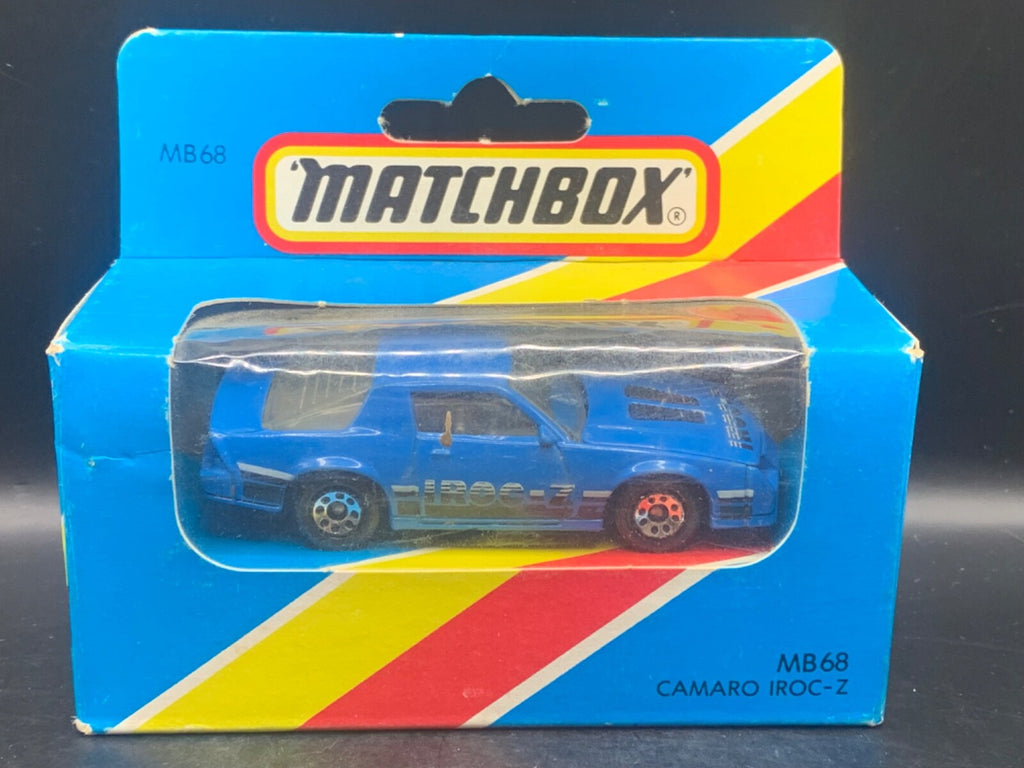 MB68
'MATCHBOX'®
IROC-Z
MB68
CAMARO IROC-Z